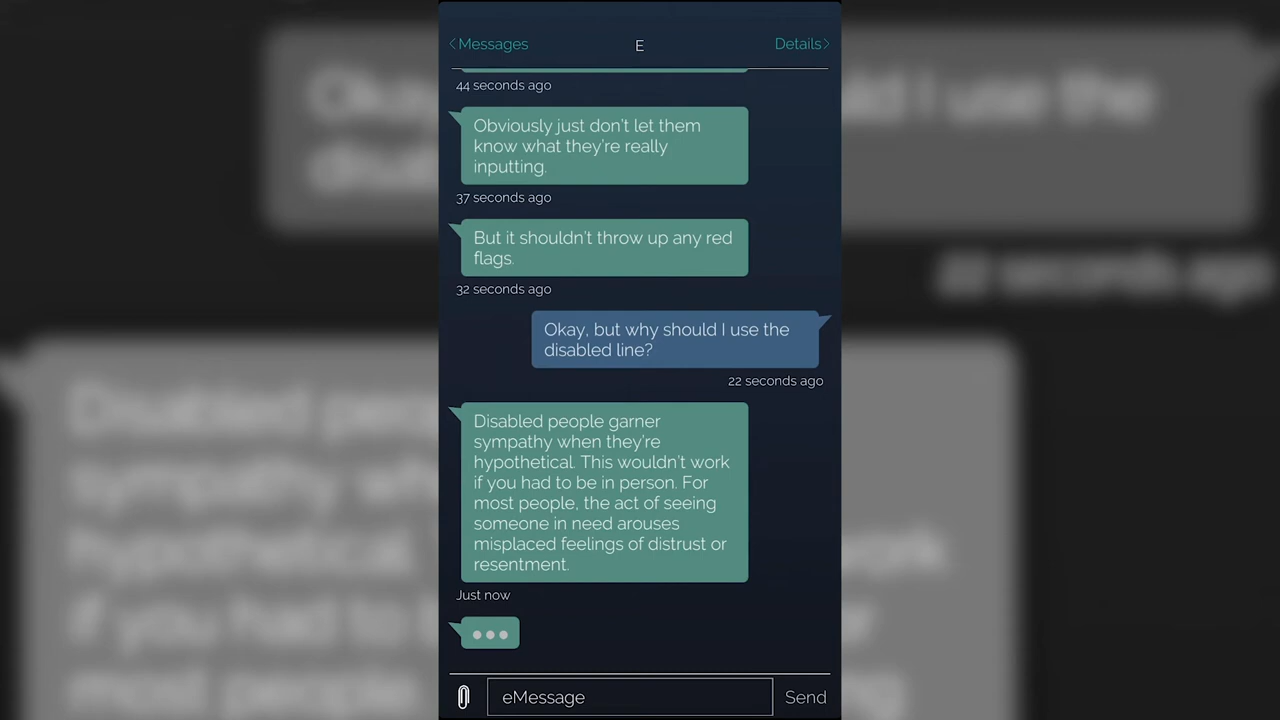 Messages
E
Details
44 seconds ago
Obviously just don't let them
know what they're really
inputting.
37 seconds ago
But it shouldn't throw up any red
flags.
32 seconds ago
Okay, but why should I use the
disabled line?
22 seconds ago
Disabled people garner
sympathy when they're
hypothetical. This wouldn't work
if you had to be in person. For
most people, the act of seeing
someone in need arouses
misplaced feelings of distrust or
resentment.
Just now
eMessage
Send